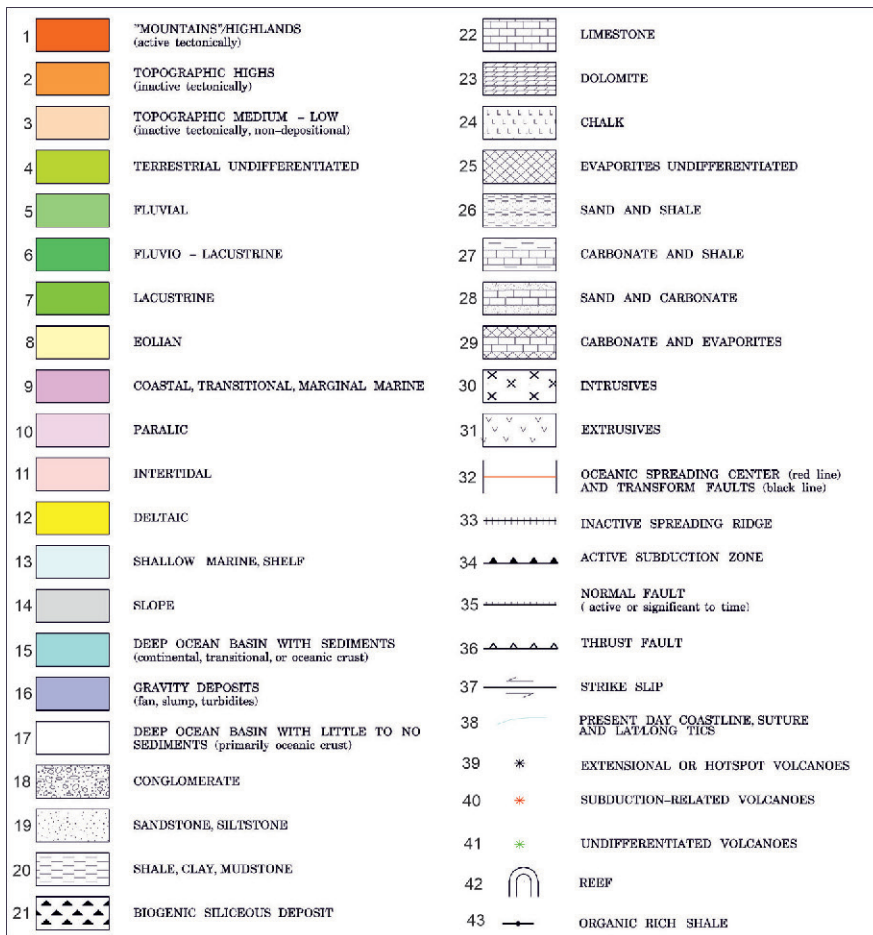 1 "MOUNTAINS"/HIGHLANDS
(active tectonically)
2 TOPOGRAPHIC HIGHS
(inactive tectonically)
3 TOPOGRAPHIC MEDIUM - LOW
(inactive tectonically, non-depositional)
4 TERRESTRIAL UNDIFFERENTIATED
5 FLUVIAL
6 FLUVIO - LACUSTRINE
7 LACUSTRINE
8 EOLIAN
9 COASTAL, TRANSITIONAL, MARGINAL MARINE
10 PARALIC
11 INTERTIDAL
12 DELTAIC
13 SHALLOW MARINE, SHELF
14 SLOPE
15 DEEP OCEAN BASIN WITH SEDIMENTS
(continental, transitional, or oceanic crust)
16 GRAVITY DEPOSITS
(fan, slump, turbidites)
17 DEEP OCEAN BASIN WITH LITTLE TO NO
SEDIMENTS (primarily oceanic crust)
18 CONGLOMERATE
19 SANDSTONE, SILTSTONE
20 SHALE, CLAY, MUDSTONE
21 BIOGENIC SILICEOUS DEPOSIT
22 LIMESTONE
23 DOLOMITE
24 CHALK
25 EVAPORITES UNDIFFERENTIATED
26 SAND AND SHALE
27 CARBONATE AND SHALE
28 SAND AND CARBONATE
29 CARBONATE AND EVAPORITES
30 INTRUSIVES
31 EXTRUSIVES
32 OCEANIC SPREADING CENTER (red line)
AND TRANSFORM FAULTS (black line)
33 INACTIVE SPREADING RIDGE
34 ACTIVE SUBDUCTION ZONE
35 NORMAL FAULT
( active or significant to time)
36 THRUST FAULT
37 STRIKE SLIP
38 PRESENT DAY COASTLINE, SUTURE
AND LAT/LONG TICS
39 EXTENSIONAL OR HOTSPOT VOLCANOES
40 SUBDUCTION-RELATED VOLCANOES
41 UNDIFFERENTIATED VOLCANOES
42 REEF
43 ORGANIC RICH SHALE